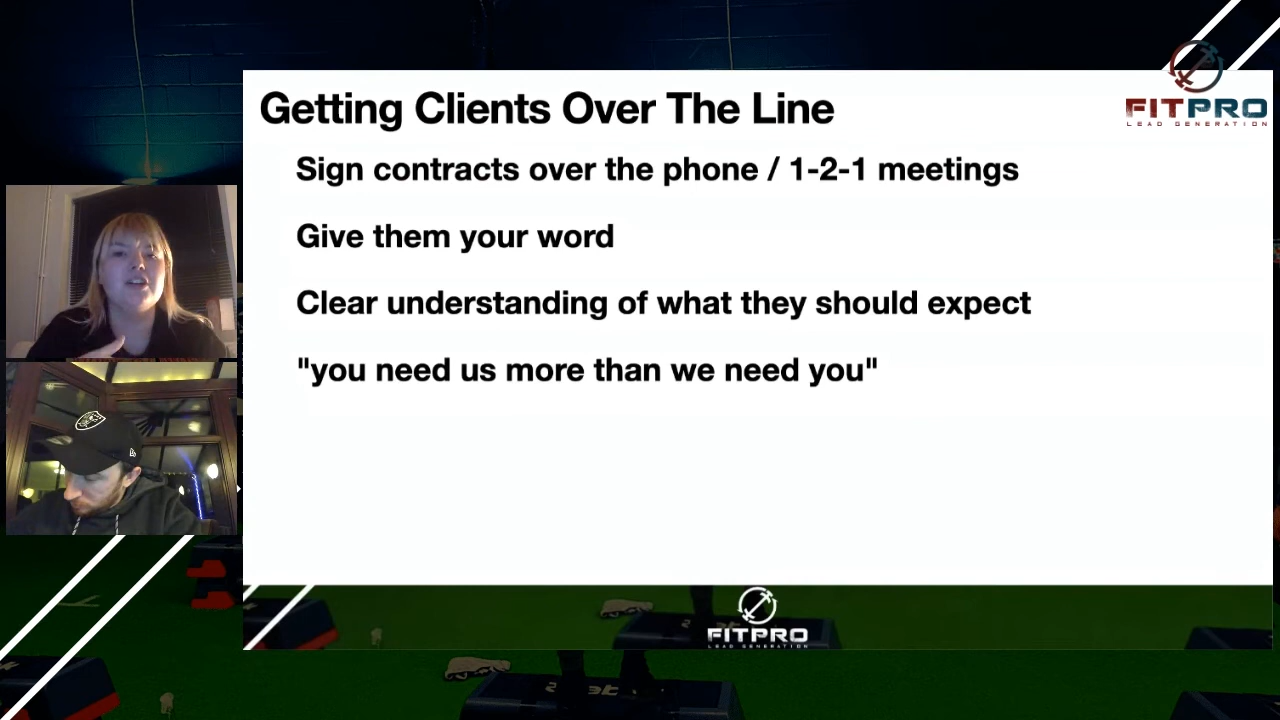 Getting Clients Over The Line
FITPRO
LEAD GENERATION
Sign contracts over the phone / 1-2-1 meetings
Give them your word
Clear understanding of what they should expect
"you need us more than we need you"
FITPRO
LEAD GENERATION